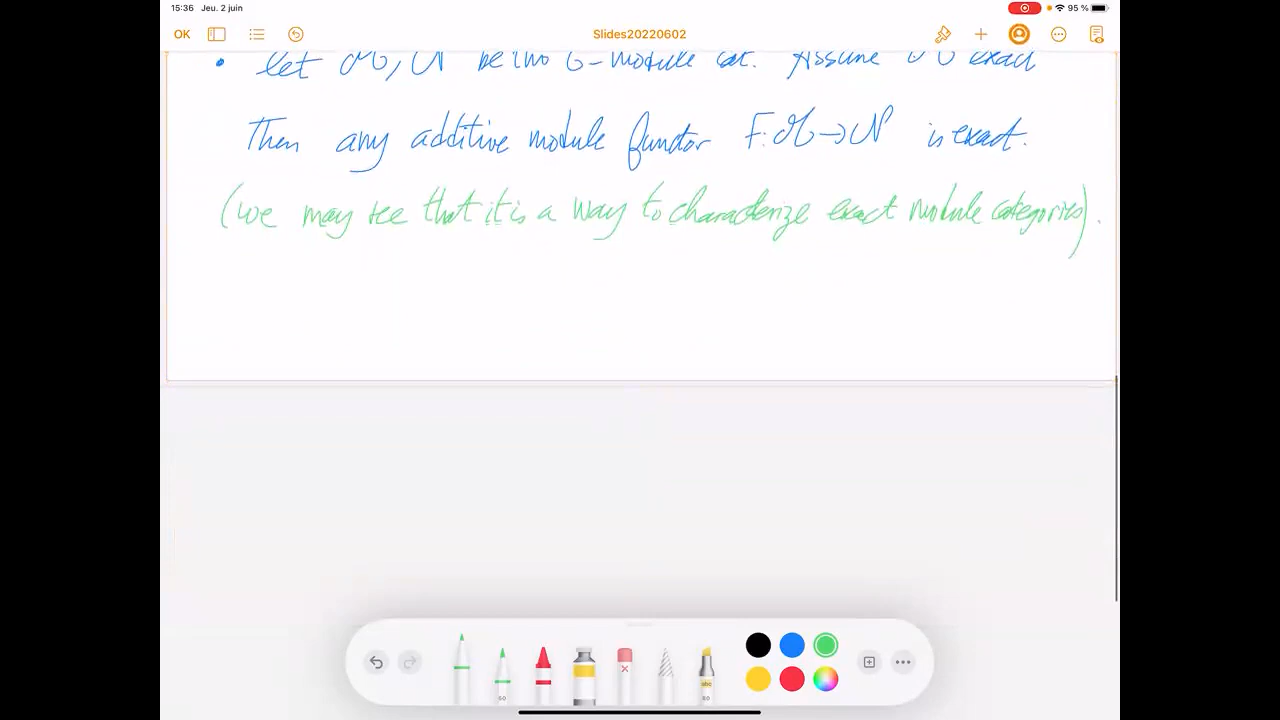 15:36 Jeu. 2 juin
95 %
OK
Slides20220602
• let M, N be two C-module cat. Assume M exact
Then any additive module functor F: M → N is exact.
(we may see that it is a way to characterize exact module categories).